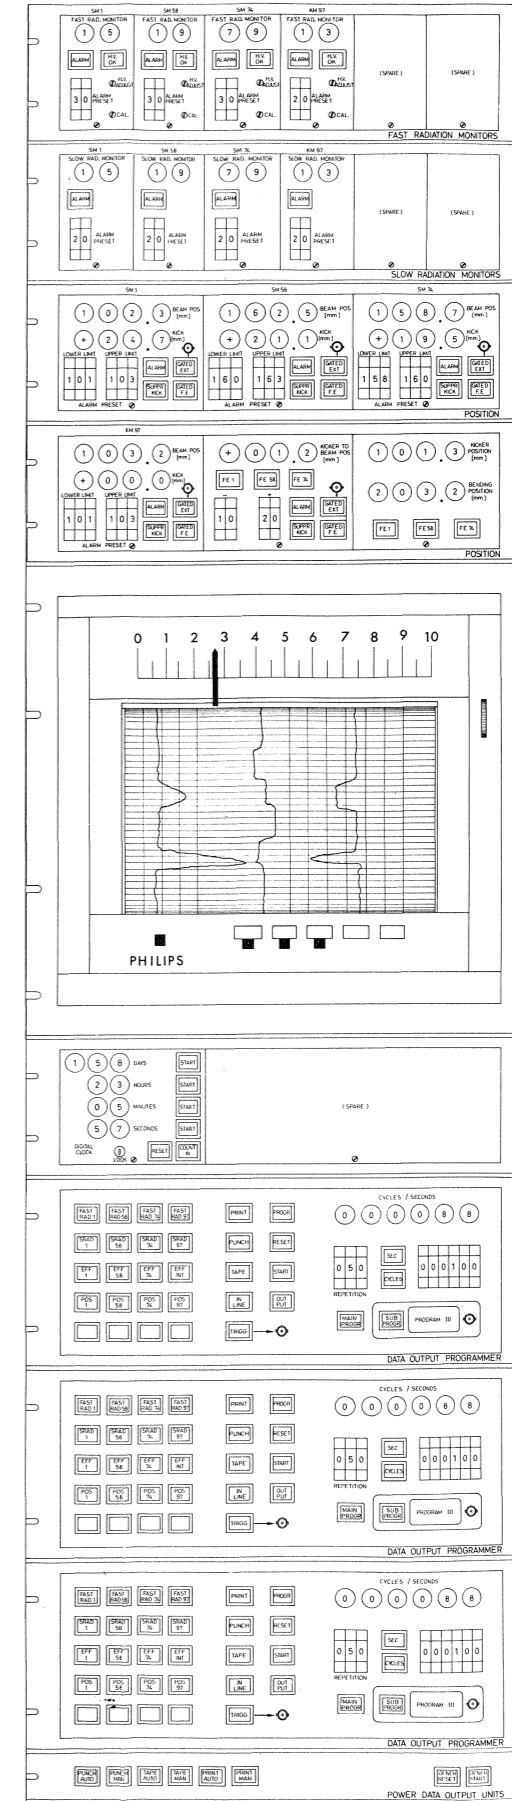 SM 1 SM 58 SM 74 KM 97
FAST RAD. MONITOR FAST RAD. MONITOR FAST RAD. MONITOR FAST RAD. MONITOR
1 5 1 9 7 9 1 3
ALARM H.V. OK ALARM H.V. OK ALARM H.V. OK ALARM H.V. OK (SPARE) (SPARE)
H.V. ADJUST H.V. ADJUST H.V. ADJUST H.V. ADJUST
3 0 ALARM PRESET 3 0 ALARM PRESET 3 0 ALARM PRESET 2 0 ALARM PRESET
CAL. CAL. CAL. CAL.
FAST RADIATION MONITORS
SM 1 SM 58 SM 74 KM 97
SLOW RAD. MONITOR SLOW RAD. MONITOR SLOW RAD. MONITOR SLOW RAD. MONITOR
1 5 1 9 7 9 1 3
ALARM ALARM ALARM ALARM
(SPARE) (SPARE)
2 0 ALARM PRESET 2 0 ALARM PRESET 2 0 ALARM PRESET 2 0 ALARM PRESET
SLOW RADIATION MONITORS
SM 1 SM 58 SM 74
1 0 2 . 3 BEAM POS [mm] 1 6 2 . 5 BEAM POS [mm] 1 5 8 . 7 BEAM POS [mm]
+ 2 4 . 7 KICK [mm] + 2 1 . 1 KICK [mm] + 1 9 . 5 KICK [mm]
LOWER LIMIT UPPER LIMIT LOWER LIMIT UPPER LIMIT LOWER LIMIT UPPER LIMIT
1 0 1 1 0 3 ALARM GATED EXT 1 6 0 1 6 3 ALARM GATED EXT 1 5 8 1 6 0 ALARM GATED EXT
SUPPR KICK GATED F.E SUPPR KICK GATED F.E SUPPR KICK GATED F.E
ALARM PRESET ALARM PRESET ALARM PRESET
POSITION
KM 97
1 0 3 . 2 BEAM POS [mm] + 0 1 . 2 KICKER TO BEAM POS [mm] 1 0 1 . 3 KICKER POSITION [mm]
+ 0 0 . 0 KICK [mm] FE 1 FE 58 FE 74 2 0 3 . 2 BENDING POSITION [mm]
LOWER LIMIT UPPER LIMIT - +
1 0 1 1 0 3 ALARM GATED EXT 1 0 2 0 ALARM GATED EXT
SUPPR KICK GATED F.E SUPPR KICK GATED F.E FE 1 FE 58 FE 74
ALARM PRESET
POSITION
0 1 2 3 4 5 6 7 8 9 10
PHILIPS
1 5 8 DAYS START
2 3 HOURS START
0 5 MINUTES START (SPARE)
5 7 SECONDS START
DIGITAL CLOCK LOCK RESET COUNT IN
CYCLES / SECONDS
FAST RAD 1 FAST RAD 58 FAST RAD 74 FAST RAD 97 PRINT PROGR 0 0 0 0 8 8
SRAD 1 SRAD 58 SRAD 74 SRAD 97 PUNCH RESET
EFF 1 EFF 58 EFF 74 EFF INT TAPE START 0 5 0 SEC CYCLES 0 0 0 1 0 0
REPETITION
POS 1 POS 58 POS 74 POS 97 IN LINE OUT PUT
TRIGG MAIN PROGR SUB PROGR PROGRAM III
DATA OUTPUT PROGRAMMER
CYCLES / SECONDS
FAST RAD 1 FAST RAD 58 FAST RAD 74 FAST RAD 97 PRINT PROGR 0 0 0 0 8 8
SRAD 1 SRAD 58 SRAD 74 SRAD 97 PUNCH RESET
EFF 1 EFF 58 EFF 74 EFF INT TAPE START 0 5 0 SEC CYCLES 0 0 0 1 0 0
REPETITION
POS 1 POS 58 POS 74 POS 97 IN LINE OUT PUT
TRIGG MAIN PROGR SUB PROGR PROGRAM III
DATA OUTPUT PROGRAMMER
CYCLES / SECONDS
FAST RAD 1 FAST RAD 58 FAST RAD 74 FAST RAD 97 PRINT PROGR 0 0 0 0 8 8
SRAD 1 SRAD 58 SRAD 74 SRAD 97 PUNCH RESET
EFF 1 EFF 58 EFF 74 EFF INT TAPE START 0 5 0 SEC CYCLES 0 0 0 1 0 0
REPETITION
POS 1 POS 58 POS 74 POS 97 IN LINE OUT PUT
TRIGG MAIN PROGR SUB PROGR PROGRAM III
DATA OUTPUT PROGRAMMER
PUNCH AUTO PUNCH MAN TAPE AUTO TAPE MAN PRINT AUTO PRINT MAN RESET START
POWER DATA OUTPUT UNITS